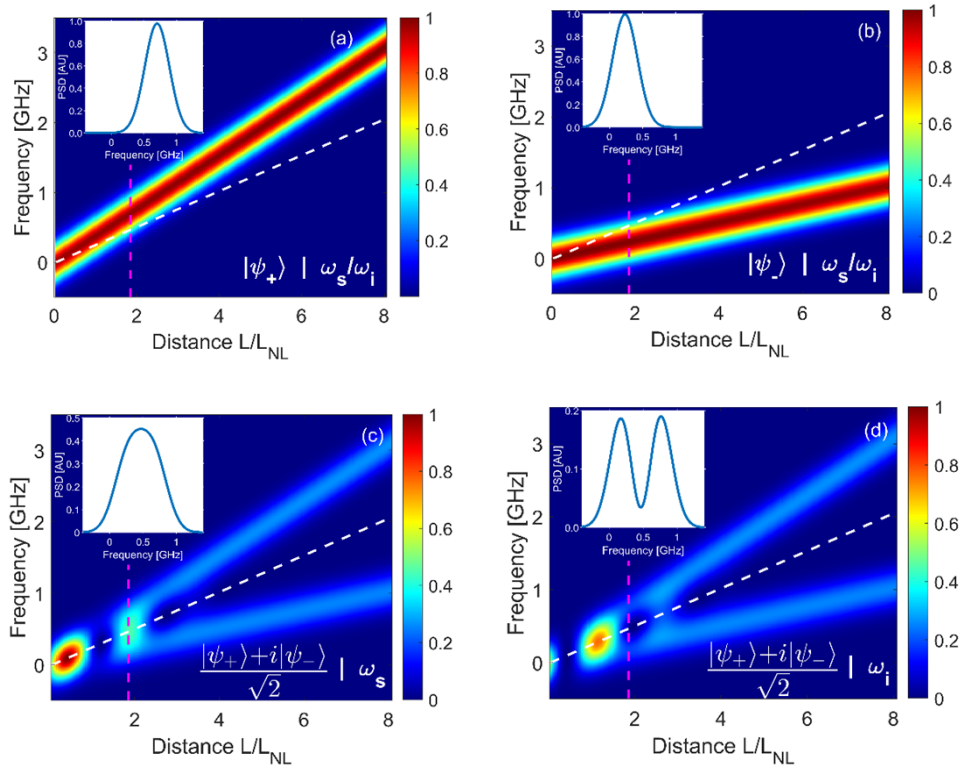 (a)
PSD [AU]
1.0
0.8
0.6
0.4
0.2
0.0
0 0.5 1
Frequency [GHz]
Frequency [GHz]
3
2
1
0
|ψ₊⟩ | ωₛ/ωᵢ
0 2 4 6 8
Distance L/L_NL
1
0.8
0.6
0.4
0.2
(b)
PSD [AU]
1.0
0.8
0.6
0.4
0.2
0.0
0 0.5 1
Frequency [GHz]
Frequency [GHz]
3
2
1
0
|ψ₋⟩ | ωₛ/ωᵢ
0 2 4 6 8
Distance L/L_NL
1
0.8
0.6
0.4
0.2
0
(c)
PSD [AU]
0.5
0.4
0.3
0.2
0.1
0
0 0.5 1
Frequency [GHz]
Frequency [GHz]
3
2
1
0
|ψ₊⟩+i|ψ₋⟩
√2 | ωₛ
2 4 6 8
Distance L/L_NL
1
0.8
0.6
0.4
0.2
0
(d)
PSD [AU]
0.2
0.1
0.0
0 0.5 1
Frequency [GHz]
Frequency [GHz]
3
2
1
0
|ψ₊⟩+i|ψ₋⟩
√2 | ωᵢ
2 4 6 8
Distance L/L_NL
1
0.8
0.6
0.4
0.2
0